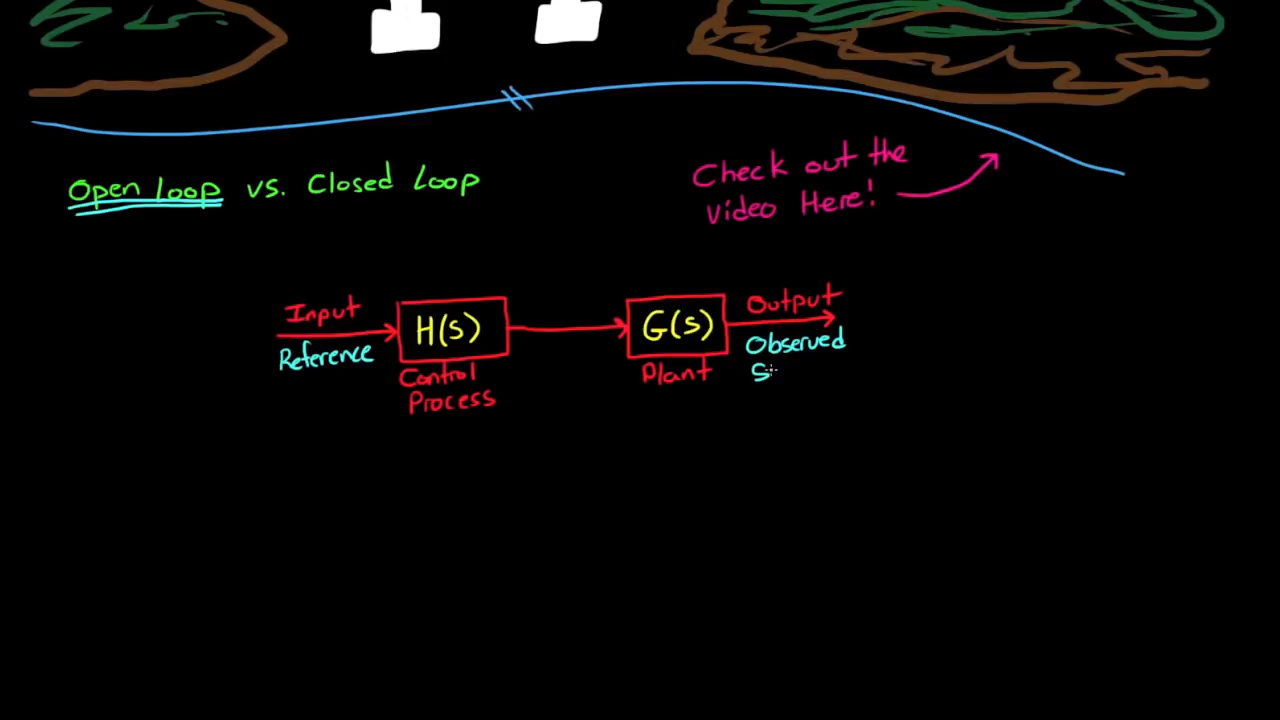 Open Loop vs. Closed Loop
Check out the
Video Here!
Input
Reference
H(s)
Control
Process
G(s)
Plant
Output
Observed
S